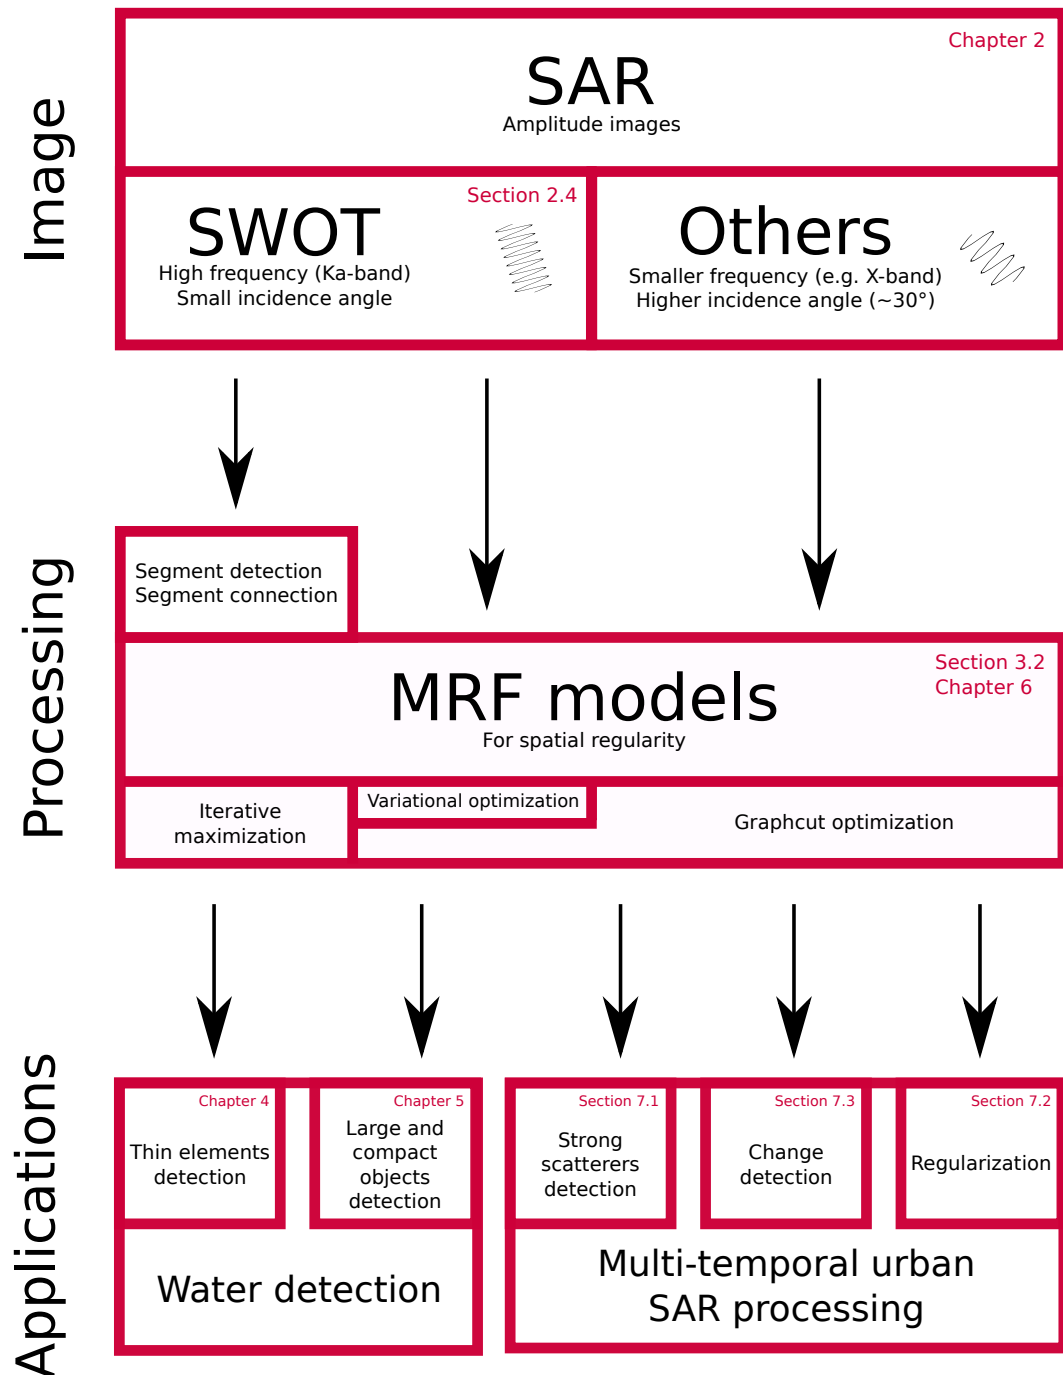 Image
Chapter 2
SAR
Amplitude images
Section 2.4
SWOT
High frequency (Ka-band)
Small incidence angle
Others
Smaller frequency (e.g. X-band)
Higher incidence angle (~30°)
Processing
Segment detection
Segment connection
Section 3.2
Chapter 6
MRF models
For spatial regularity
Iterative
maximization
Variational optimization
Graphcut optimization
Applications
Chapter 4
Thin elements
detection
Chapter 5
Large and
compact
objects
detection
Water detection
Section 7.1
Strong
scatterers
detection
Section 7.3
Change
detection
Section 7.2
Regularization
Multi-temporal urban
SAR processing